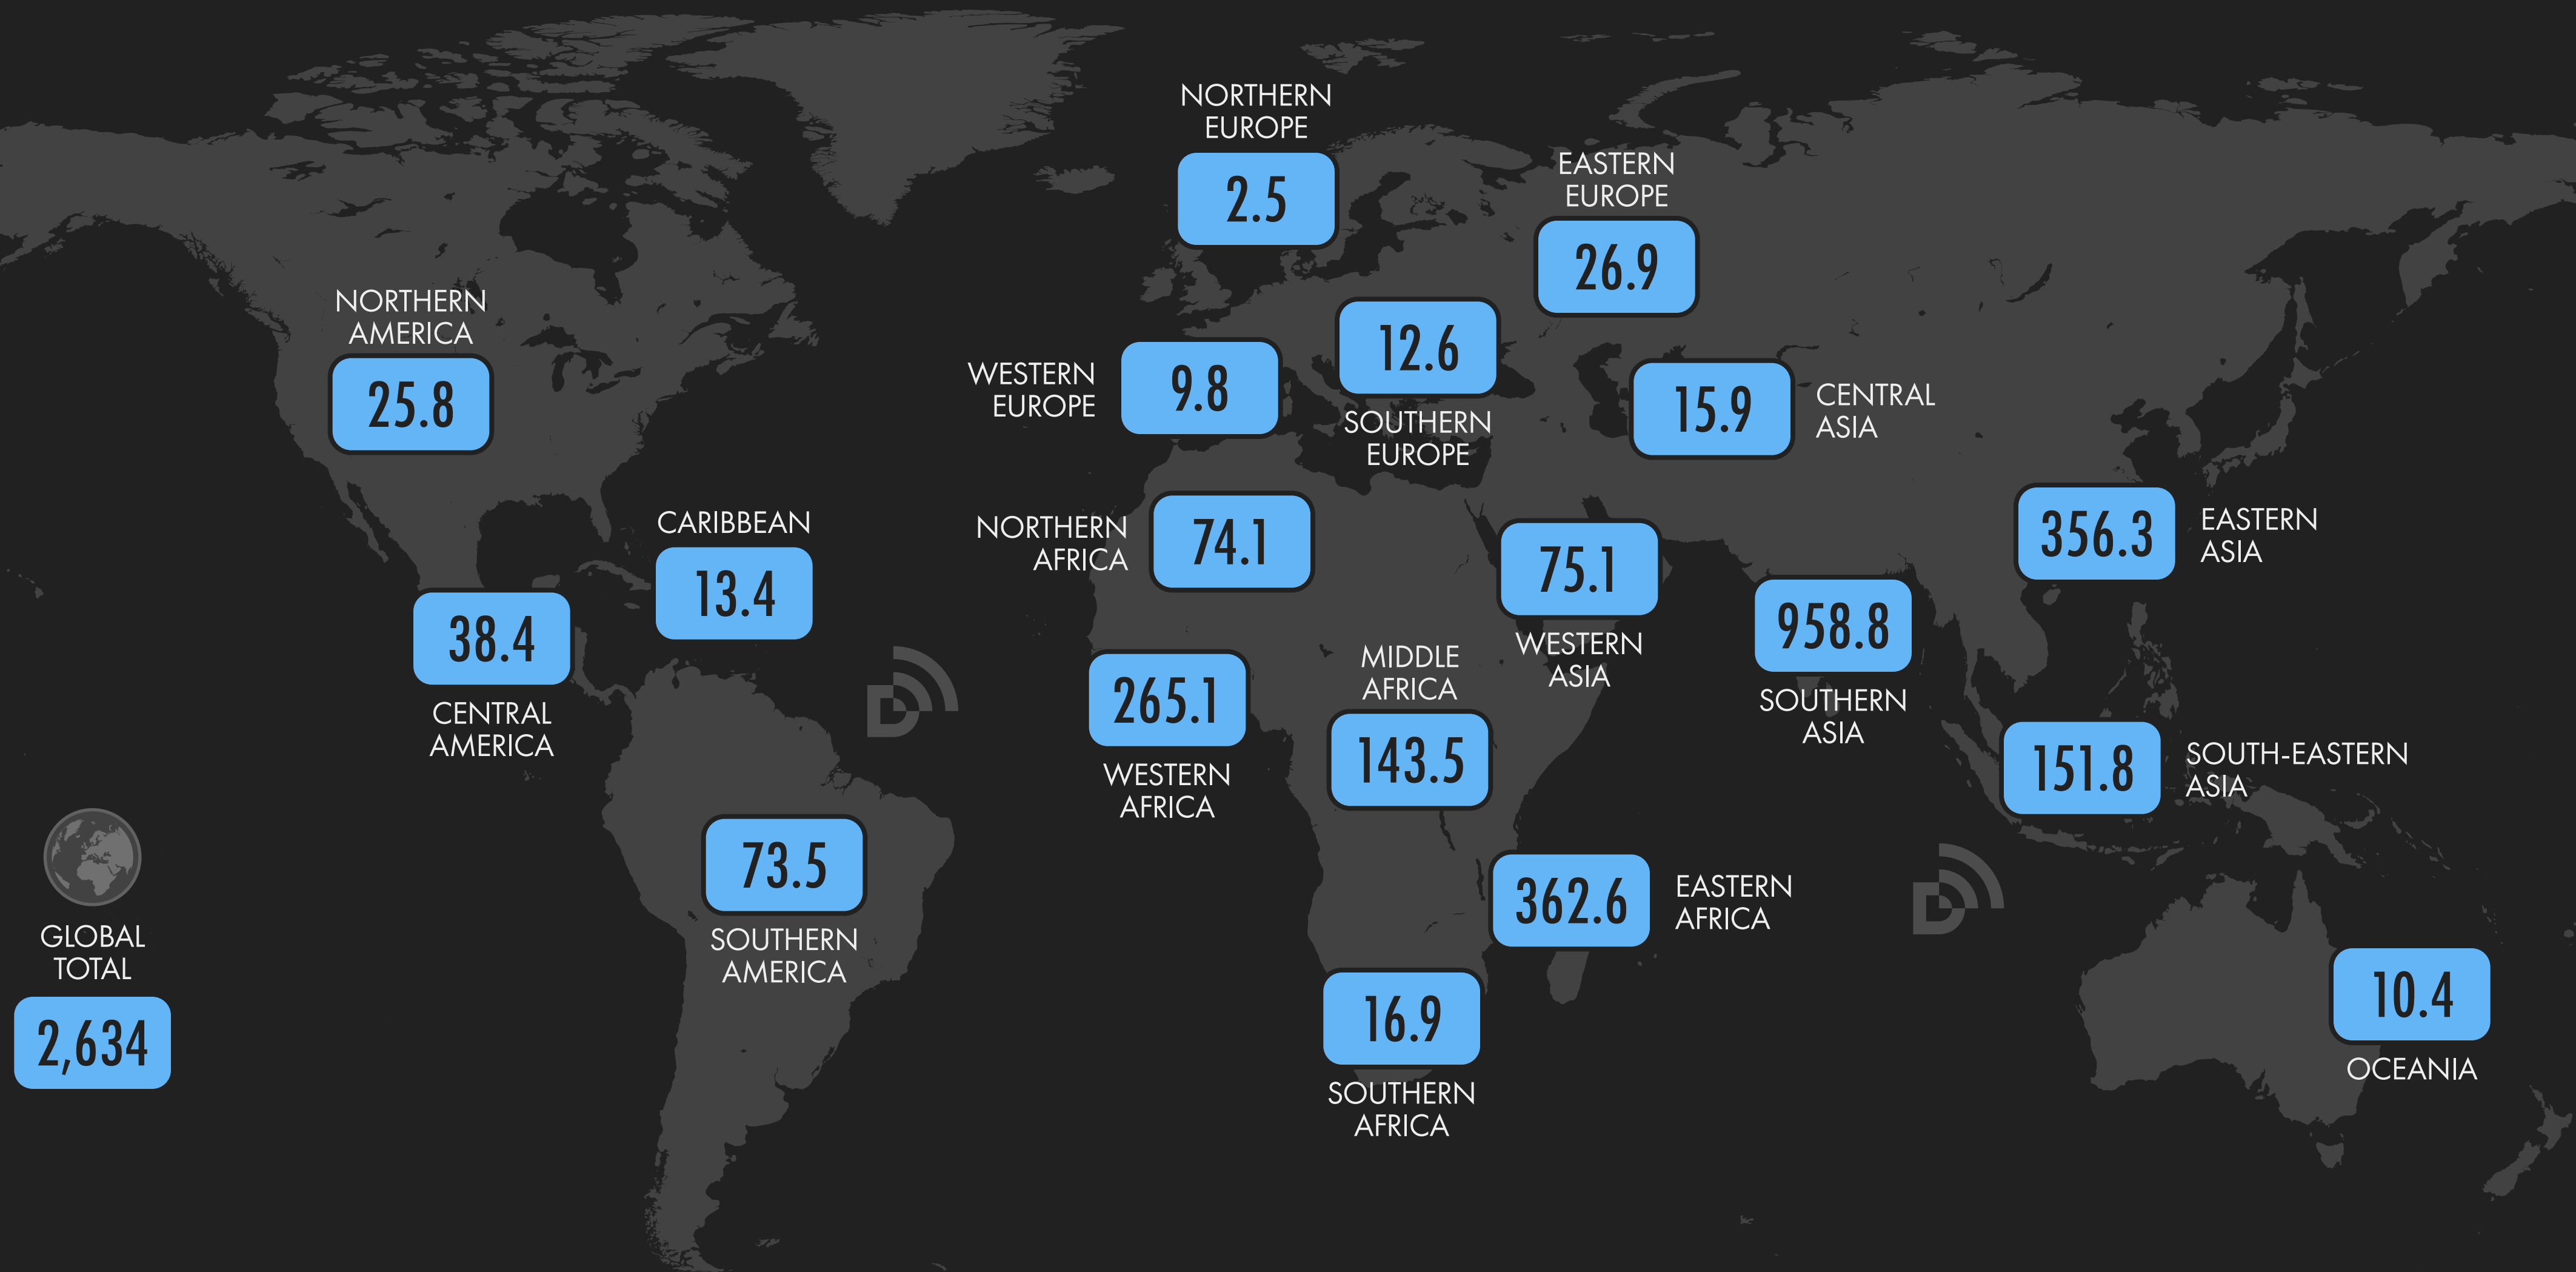 NORTHERN
EUROPE
2.5
EASTERN
EUROPE
26.9
NORTHERN
AMERICA
25.8
WESTERN
EUROPE
9.8
12.6
SOUTHERN
EUROPE
15.9
CENTRAL
ASIA
CARIBBEAN
13.4
NORTHERN
AFRICA
74.1
75.1
WESTERN
ASIA
356.3
EASTERN
ASIA
38.4
CENTRAL
AMERICA
265.1
WESTERN
AFRICA
MIDDLE
AFRICA
143.5
958.8
SOUTHERN
ASIA
151.8
SOUTH-EASTERN
ASIA
73.5
SOUTHERN
AMERICA
362.6
EASTERN
AFRICA
GLOBAL
TOTAL
2,634
16.9
SOUTHERN
AFRICA
10.4
OCEANIA